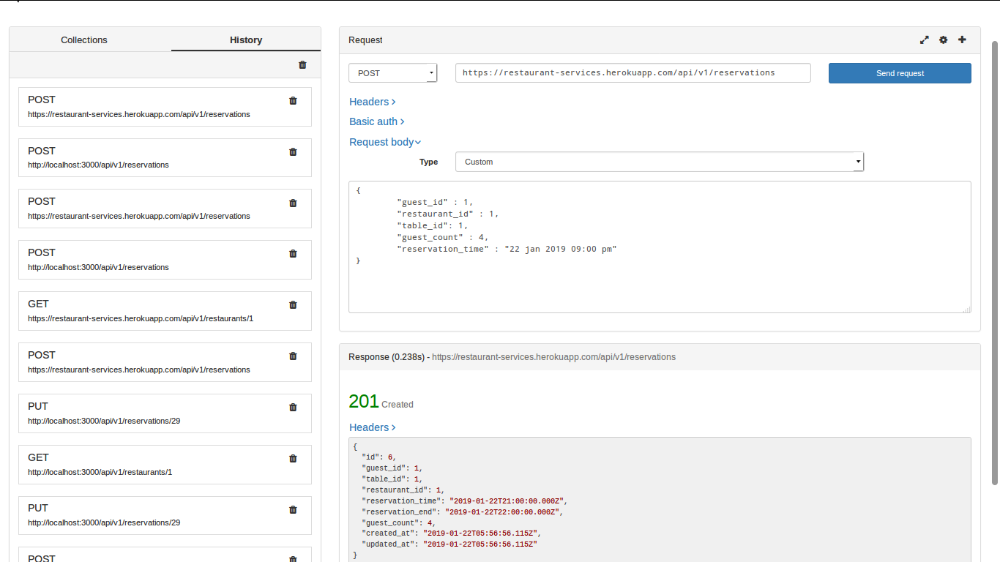 Collections History
POST
https://restaurant-services.herokuapp.com/api/v1/reservations
POST
http://localhost:3000/api/v1/reservations
POST
https://restaurant-services.herokuapp.com/api/v1/reservations
POST
http://localhost:3000/api/v1/reservations
GET
https://restaurant-services.herokuapp.com/api/v1/restaurants/1
POST
https://restaurant-services.herokuapp.com/api/v1/reservations
PUT
http://localhost:3000/api/v1/reservations/29
GET
http://localhost:3000/api/v1/restaurants/1
PUT
http://localhost:3000/api/v1/reservations/29
POST
Request
POST https://restaurant-services.herokuapp.com/api/v1/reservations Send request
Headers
Basic auth
Request body
Type Custom
{
"guest_id" : 1,
"restaurant_id" : 1,
"table_id": 1,
"guest_count" : 4,
"reservation_time" : "22 jan 2019 09:00 pm"
}
Response (0.238s) - https://restaurant-services.herokuapp.com/api/v1/reservations
201 Created
Headers
{
"id": 6,
"guest_id": 1,
"table_id": 1,
"restaurant_id": 1,
"reservation_time": "2019-01-22T21:00:00.000Z",
"reservation_end": "2019-01-22T22:00:00.000Z",
"guest_count": 4,
"created_at": "2019-01-22T05:56:56.115Z",
"updated_at": "2019-01-22T05:56:56.115Z"
}